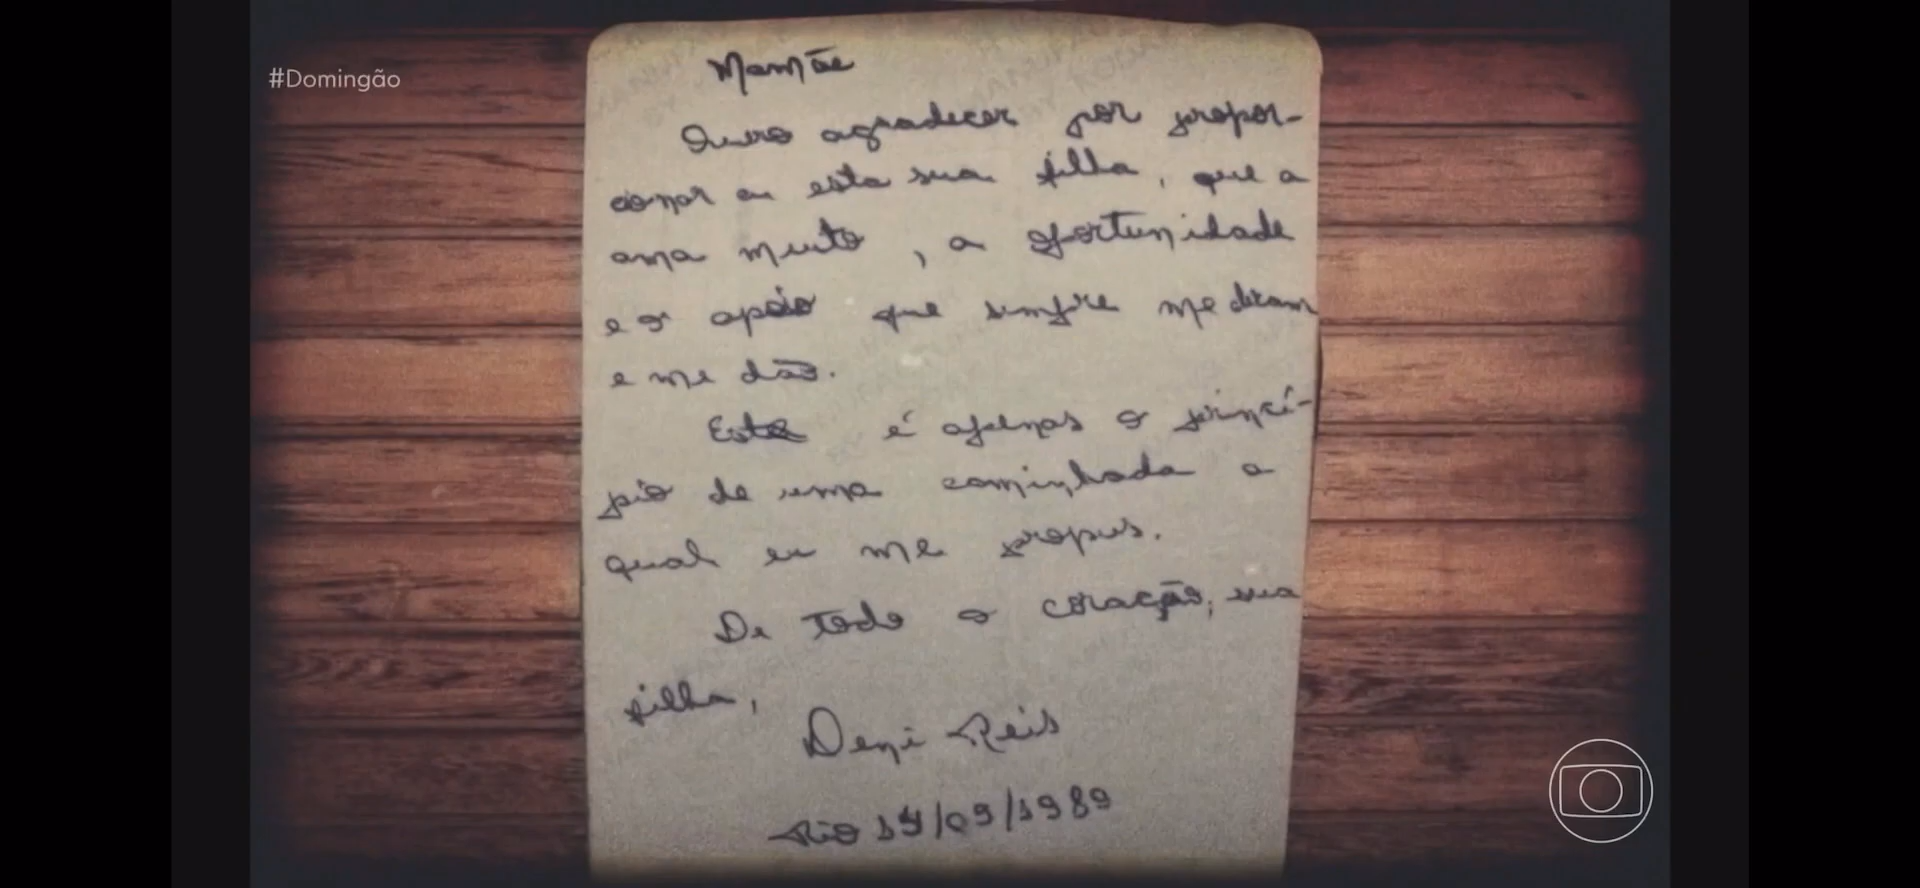 #Domingão
Mamãe
Quero agradecer por propor-
cionar a esta sua filha, que a
ama muito, a oportunidade
e o apoio que sempre me deram
e me dão.
Este é apenas o princí-
pio de uma caminhada a
qual eu me propus.
De todo o coração, sua
filha,
Deni Reis
Rio 14/09/1989